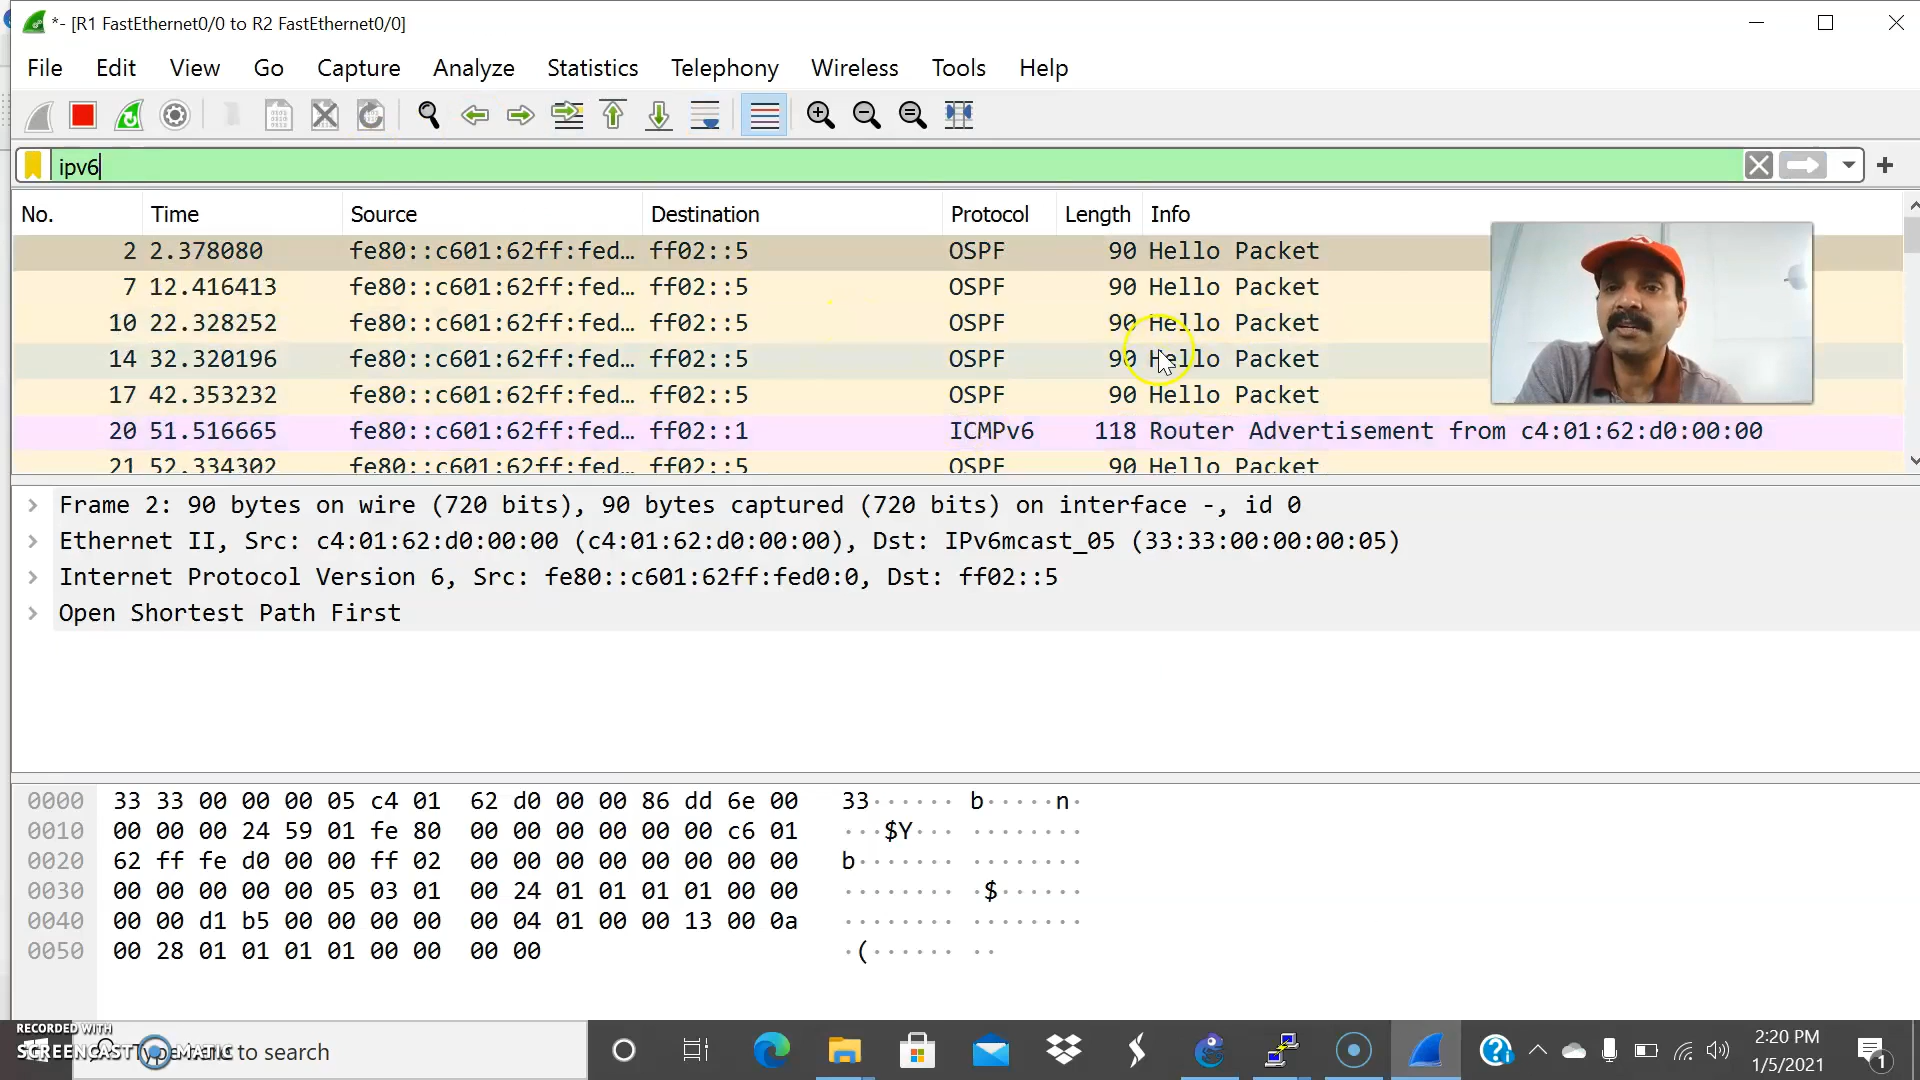 *- [R1 FastEthernet0/0 to R2 FastEthernet0/0]
File Edit View Go Capture Analyze Statistics Telephony Wireless Tools Help
ipv6
No. Time Source Destination Protocol Length Info
2 2.378080 fe80::c601:62ff:fed… ff02::5 OSPF 90 Hello Packet
7 12.416413 fe80::c601:62ff:fed… ff02::5 OSPF 90 Hello Packet
10 22.328252 fe80::c601:62ff:fed… ff02::5 OSPF 90 Hello Packet
14 32.320196 fe80::c601:62ff:fed… ff02::5 OSPF 90 Hello Packet
17 42.353232 fe80::c601:62ff:fed… ff02::5 OSPF 90 Hello Packet
20 51.516665 fe80::c601:62ff:fed… ff02::1 ICMPv6 118 Router Advertisement from c4:01:62:d0:00:00
21 52.334302 fe80::c601:62ff:fed… ff02::5 OSPF 90 Hello Packet
Frame 2: 90 bytes on wire (720 bits), 90 bytes captured (720 bits) on interface -, id 0
Ethernet II, Src: c4:01:62:d0:00:00 (c4:01:62:d0:00:00), Dst: IPv6mcast_05 (33:33:00:00:00:05)
Internet Protocol Version 6, Src: fe80::c601:62ff:fed0:0, Dst: ff02::5
Open Shortest Path First
0000 33 33 00 00 00 05 c4 01 62 d0 00 00 86 dd 6e 00 33······ b·····n·
0010 00 00 00 24 59 01 fe 80 00 00 00 00 00 00 c6 01 ···$Y··· ········
0020 62 ff fe d0 00 00 ff 02 00 00 00 00 00 00 00 00 b······· ········
0030 00 00 00 00 00 05 03 01 00 24 01 01 01 01 00 00 ········ ·$······
0040 00 00 d1 b5 00 00 00 00 00 04 01 00 00 13 00 0a ········ ········
0050 00 28 01 01 01 01 00 00 00 00 ·(······ ··
RECORDED WITH
SCREENCAST MATIC
Type here to search
2:20 PM
1/5/2021
1